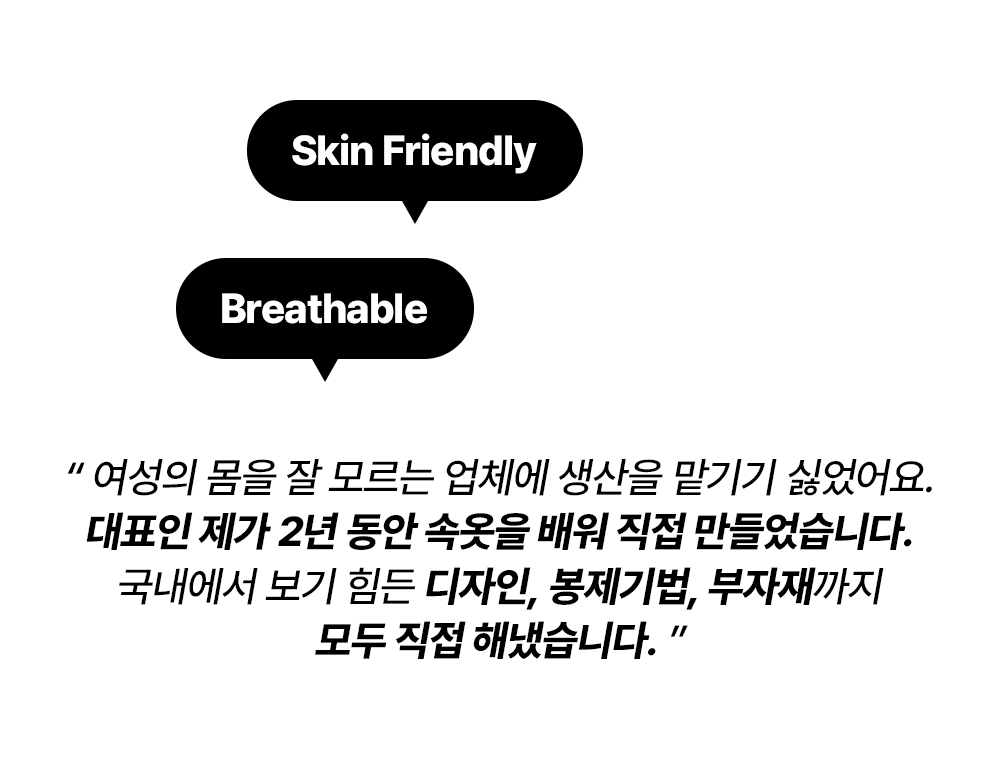 Skin Friendly
Breathable
“ 여성의 몸을 잘 모르는 업체에 생산을 맡기기 싫었어요.
대표인 제가 2년 동안 속옷을 배워 직접 만들었습니다.
국내에서 보기 힘든 디자인, 봉제기법, 부자재까지
모두 직접 해냈습니다. ”